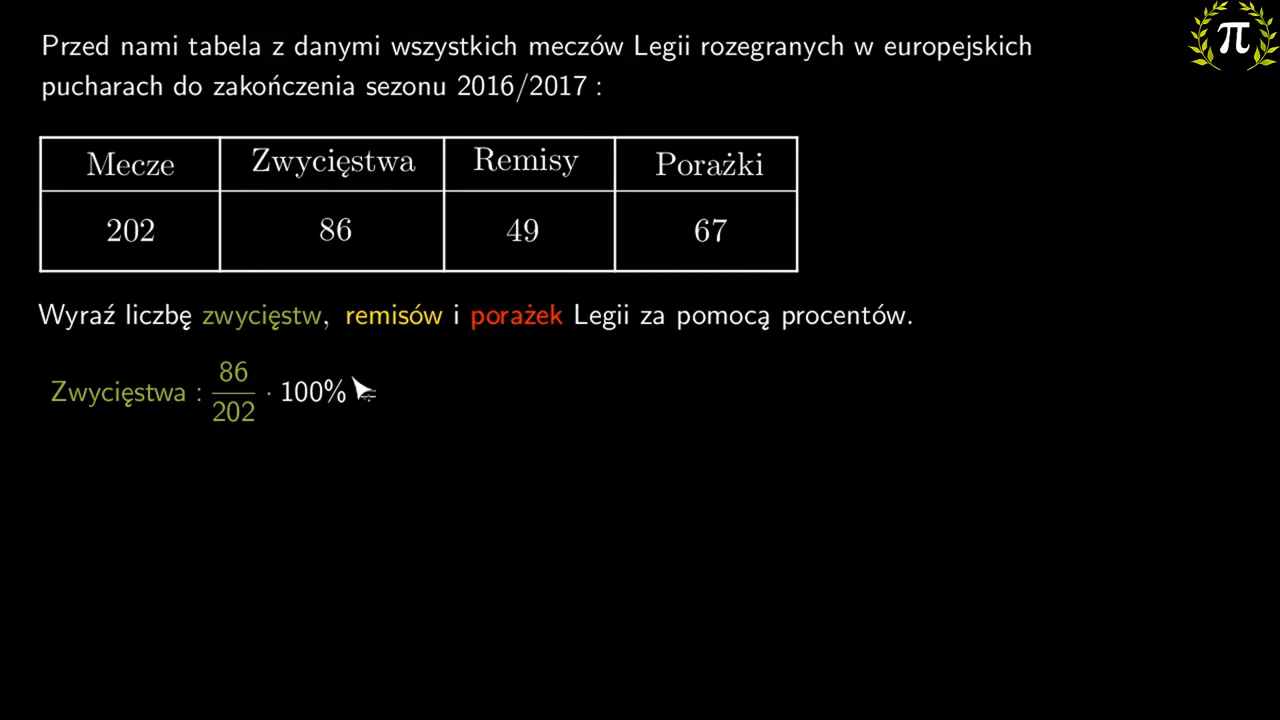 Przed nami tabela z danymi wszystkich meczów Legii rozegranych w europejskich
pucharach do zakończenia sezonu 2016/2017 :
Mecze Zwycięstwa Remisy Porażki
202 86 49 67
Wyraź liczbę zwycięstw, remisów i porażek Legii za pomocą procentów.
Zwycięstwa : 86/202 · 100%
π